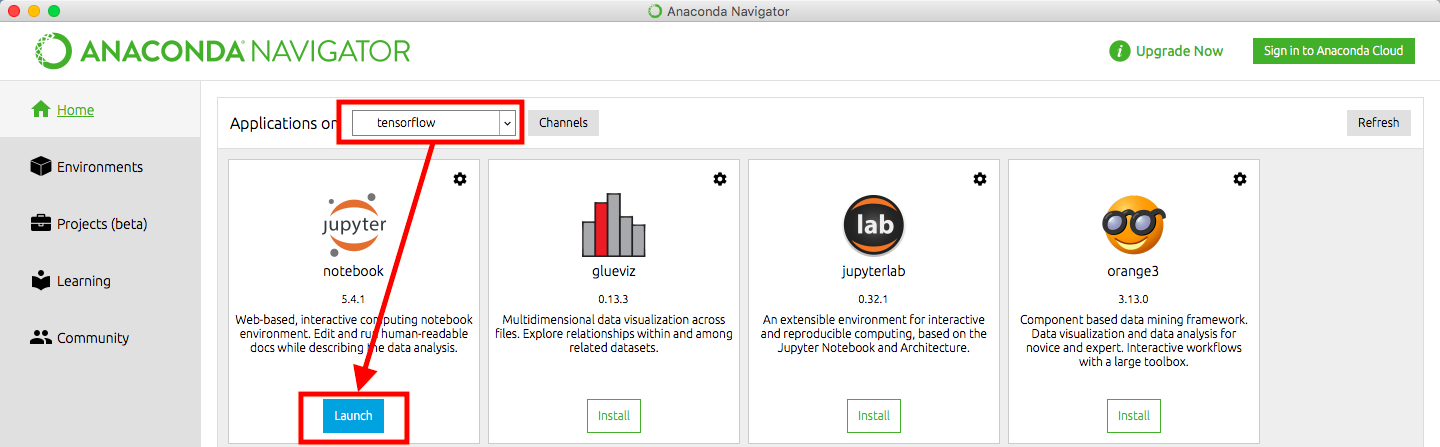 Anaconda Navigator
ANACONDA NAVIGATOR
i Upgrade Now
Sign in to Anaconda Cloud
Home
Environments
Projects (beta)
Learning
Community
Applications on
tensorflow
Channels
Refresh
jupyter
notebook
5.4.1
Web-based, interactive computing notebook
environment. Edit and run human-readable
docs while describing the data analysis.
Launch
glueviz
0.13.3
Multidimensional data visualization across
files. Explore relationships within and among
related datasets.
Install
lab
jupyterlab
0.32.1
An extensible environment for interactive
and reproducible computing, based on the
Jupyter Notebook and Architecture.
Install
orange3
3.13.0
Component based data mining framework.
Data visualization and data analysis for
novice and expert. Interactive workflows
with a large toolbox.
Install